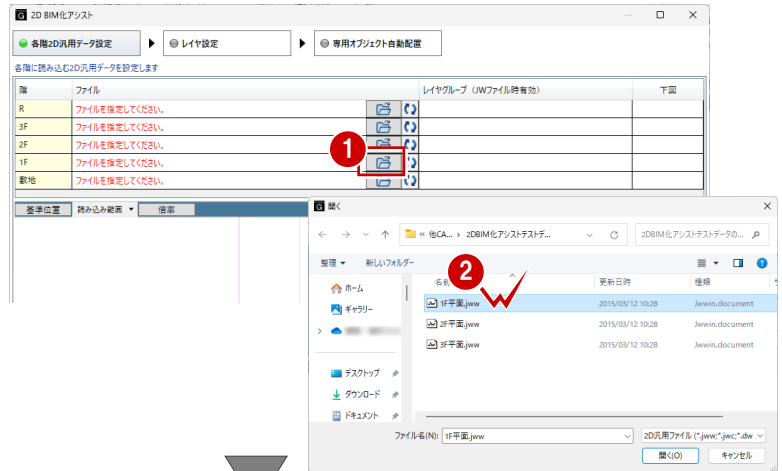 2D BIM化アシスト
各階2D汎用データ設定 レイヤ設定 専用オブジェクト自動配置
各階に読み込む2D汎用データを設定します
階 ファイル レイヤグループ（JWファイル時有効） 下図
R ファイルを指定してください。
3F ファイルを指定してください。
2F ファイルを指定してください。
1
1F ファイルを指定してください。
敷地 ファイルを指定してください。
基準位置 読み込み範囲 倍率
開く
« 他CA... › 2DBIM化アシストテストデ... 2DBIM化アシストテストデータの...
整理 新しいフォルダー
2
更新日時 種類
ホーム
ギャラリー
1F平面.jww 2015/03/12 10:28 Jwwin.document
2F平面.jww 2015/03/12 10:28 Jwwin.document
3F平面.jww 2015/03/12 10:28 Jwwin.document
デスクトップ
ダウンロード
ドキュメント
ファイル名(N): 1F平面.jww 2D汎用ファイル (*.jww;*.jwc;*.dw
開く(O) キャンセル